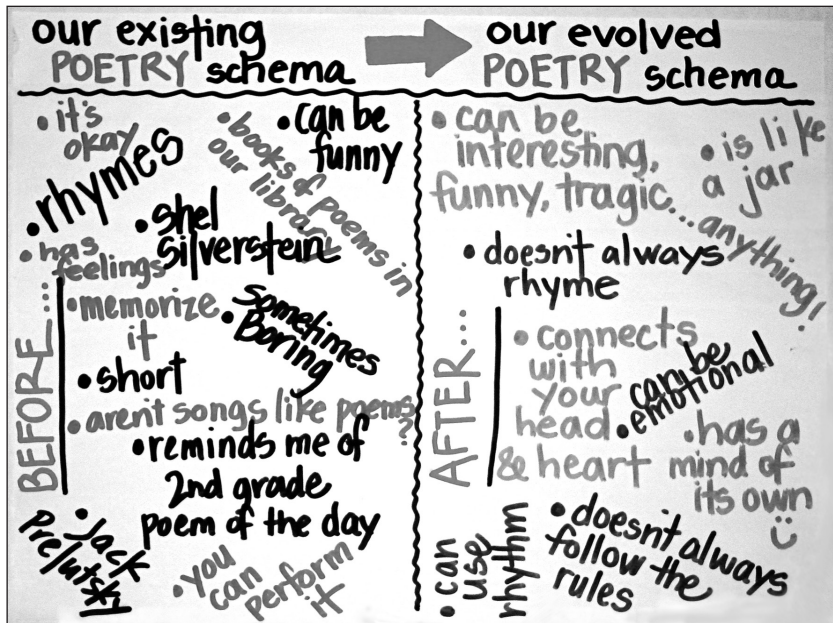 our existing
POETRY schema
our evolved
POETRY schema
BEFORE....
• it's
okay
• rhymes
• books of poems in
our library
• can be
funny
• shel
silverstein
• has
feelings
• memorize
it
• Sometimes
Boring
• short
• aren't songs like poems?
• reminds me of
2nd grade
poem of the day
• Jack
Prelutski
• you
can
perform
it
AFTER...
• can be
interesting,
funny, tragic...anything!
• is like
a jar
• doesn't always
rhyme
• connects
with
your
head
& heart
• can be
emotional
• has a
mind of
its own
• can
use
rhythm
• doesn't always
follow the
rules